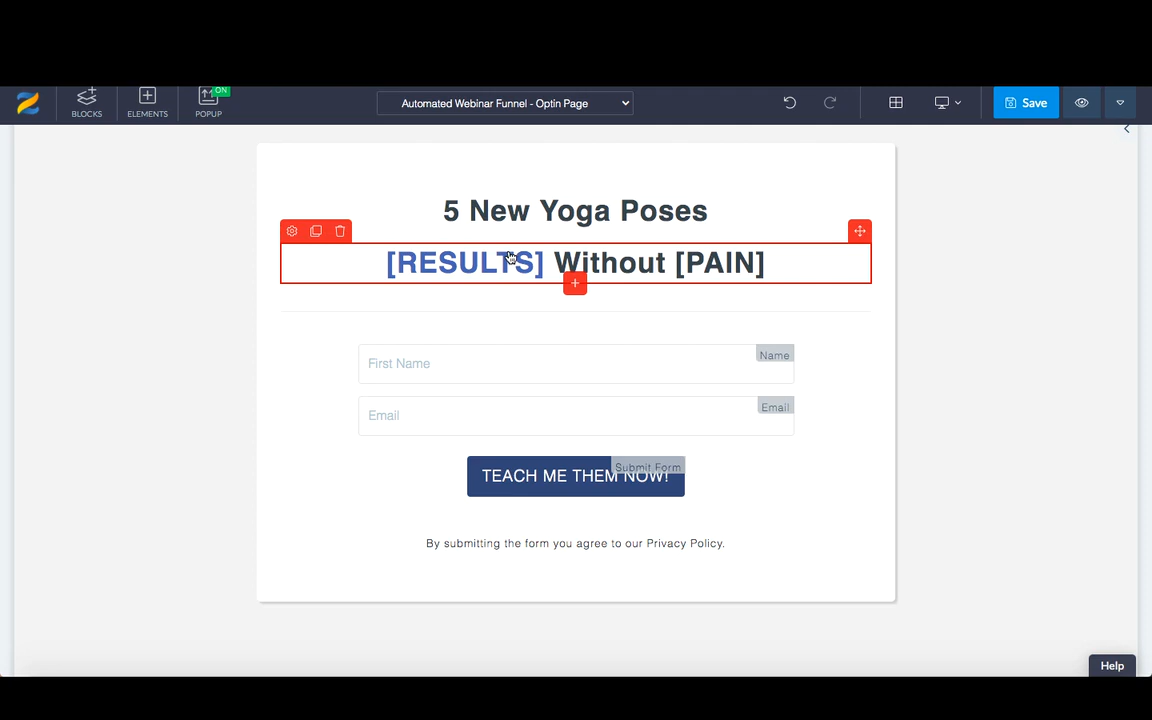 ON
BLOCKS
ELEMENTS
POPUP
Automated Webinar Funnel - Optin Page
Save
5 New Yoga Poses
[RESULTS] Without [PAIN]
First Name
Name
Email
Email
TEACH ME THEM NOW!
Submit Form
By submitting the form you agree to our Privacy Policy.
Help